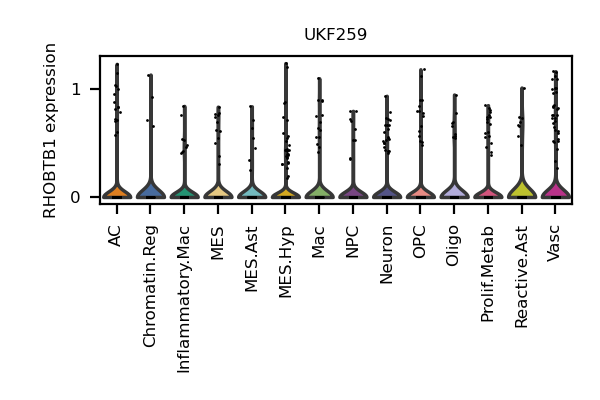 UKF259
RHOBTB1 expression
1
0
AC
Chromatin.Reg
Inflammatory.Mac
MES
MES.Ast
MES.Hyp
Mac
NPC
Neuron
OPC
Oligo
Prolif.Metab
Reactive.Ast
Vasc